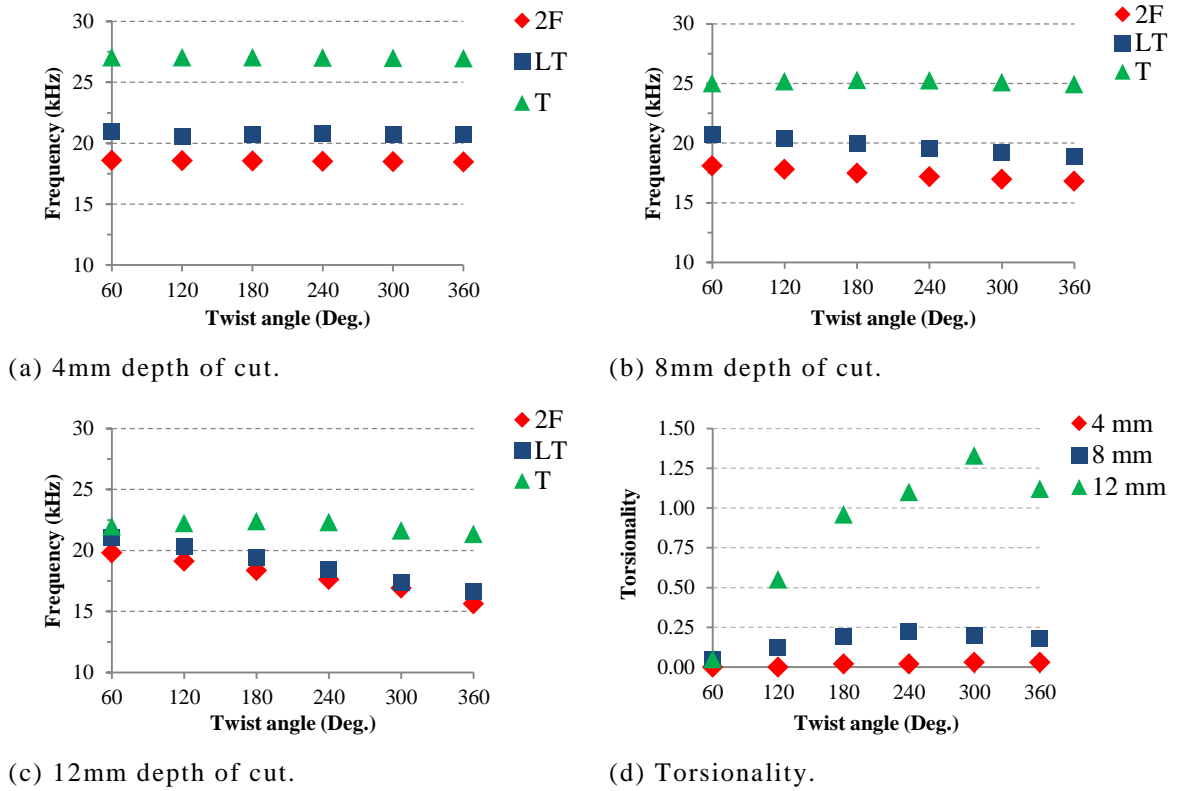 30
25
20
15
10
Frequency (kHz)
60 120 180 240 300 360
Twist angle (Deg.)
2F
LT
T
(a) 4mm depth of cut.
30
25
20
15
10
Frequency (kHz)
60 120 180 240 300 360
Twist angle (Deg.)
2F
LT
T
(b) 8mm depth of cut.
30
25
20
15
10
Frequency (kHz)
60 120 180 240 300 360
Twist angle (Deg.)
2F
LT
T
(c) 12mm depth of cut.
1.50
1.25
1.00
0.75
0.50
0.25
0.00
Torsionality
60 120 180 240 300 360
Twist angle (Deg.)
4 mm
8 mm
12 mm
(d) Torsionality.